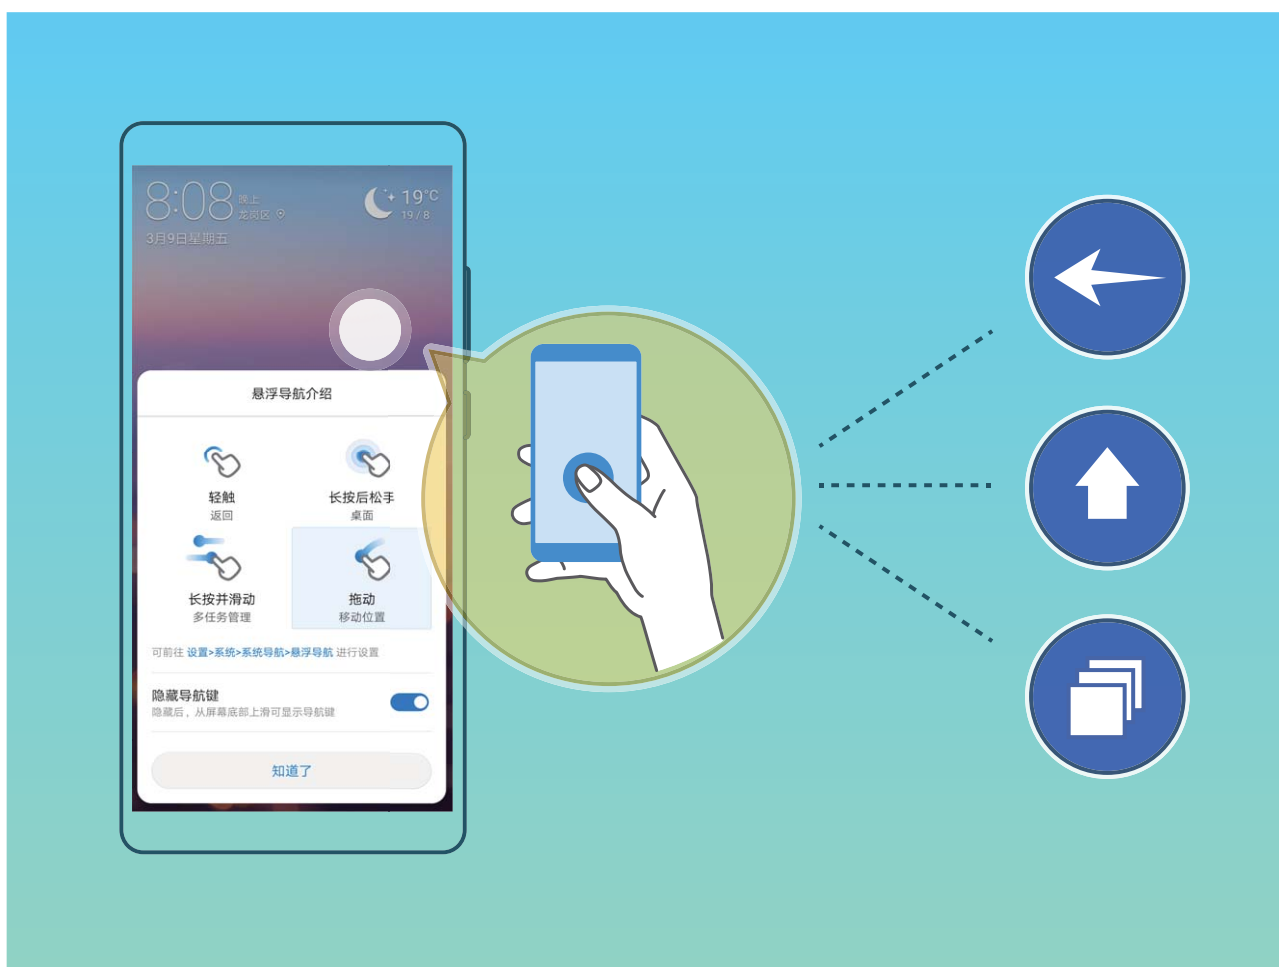 8:08 晚上
龙岗区
3月9日星期五
19°C
19 / 8
悬浮导航介绍
轻触
返回
长按后松手
桌面
长按并滑动
多任务管理
拖动
移动位置
可前往 设置>系统>系统导航>悬浮导航 进行设置
隐藏导航键
隐藏后，从屏幕底部上滑可显示导航键
知道了